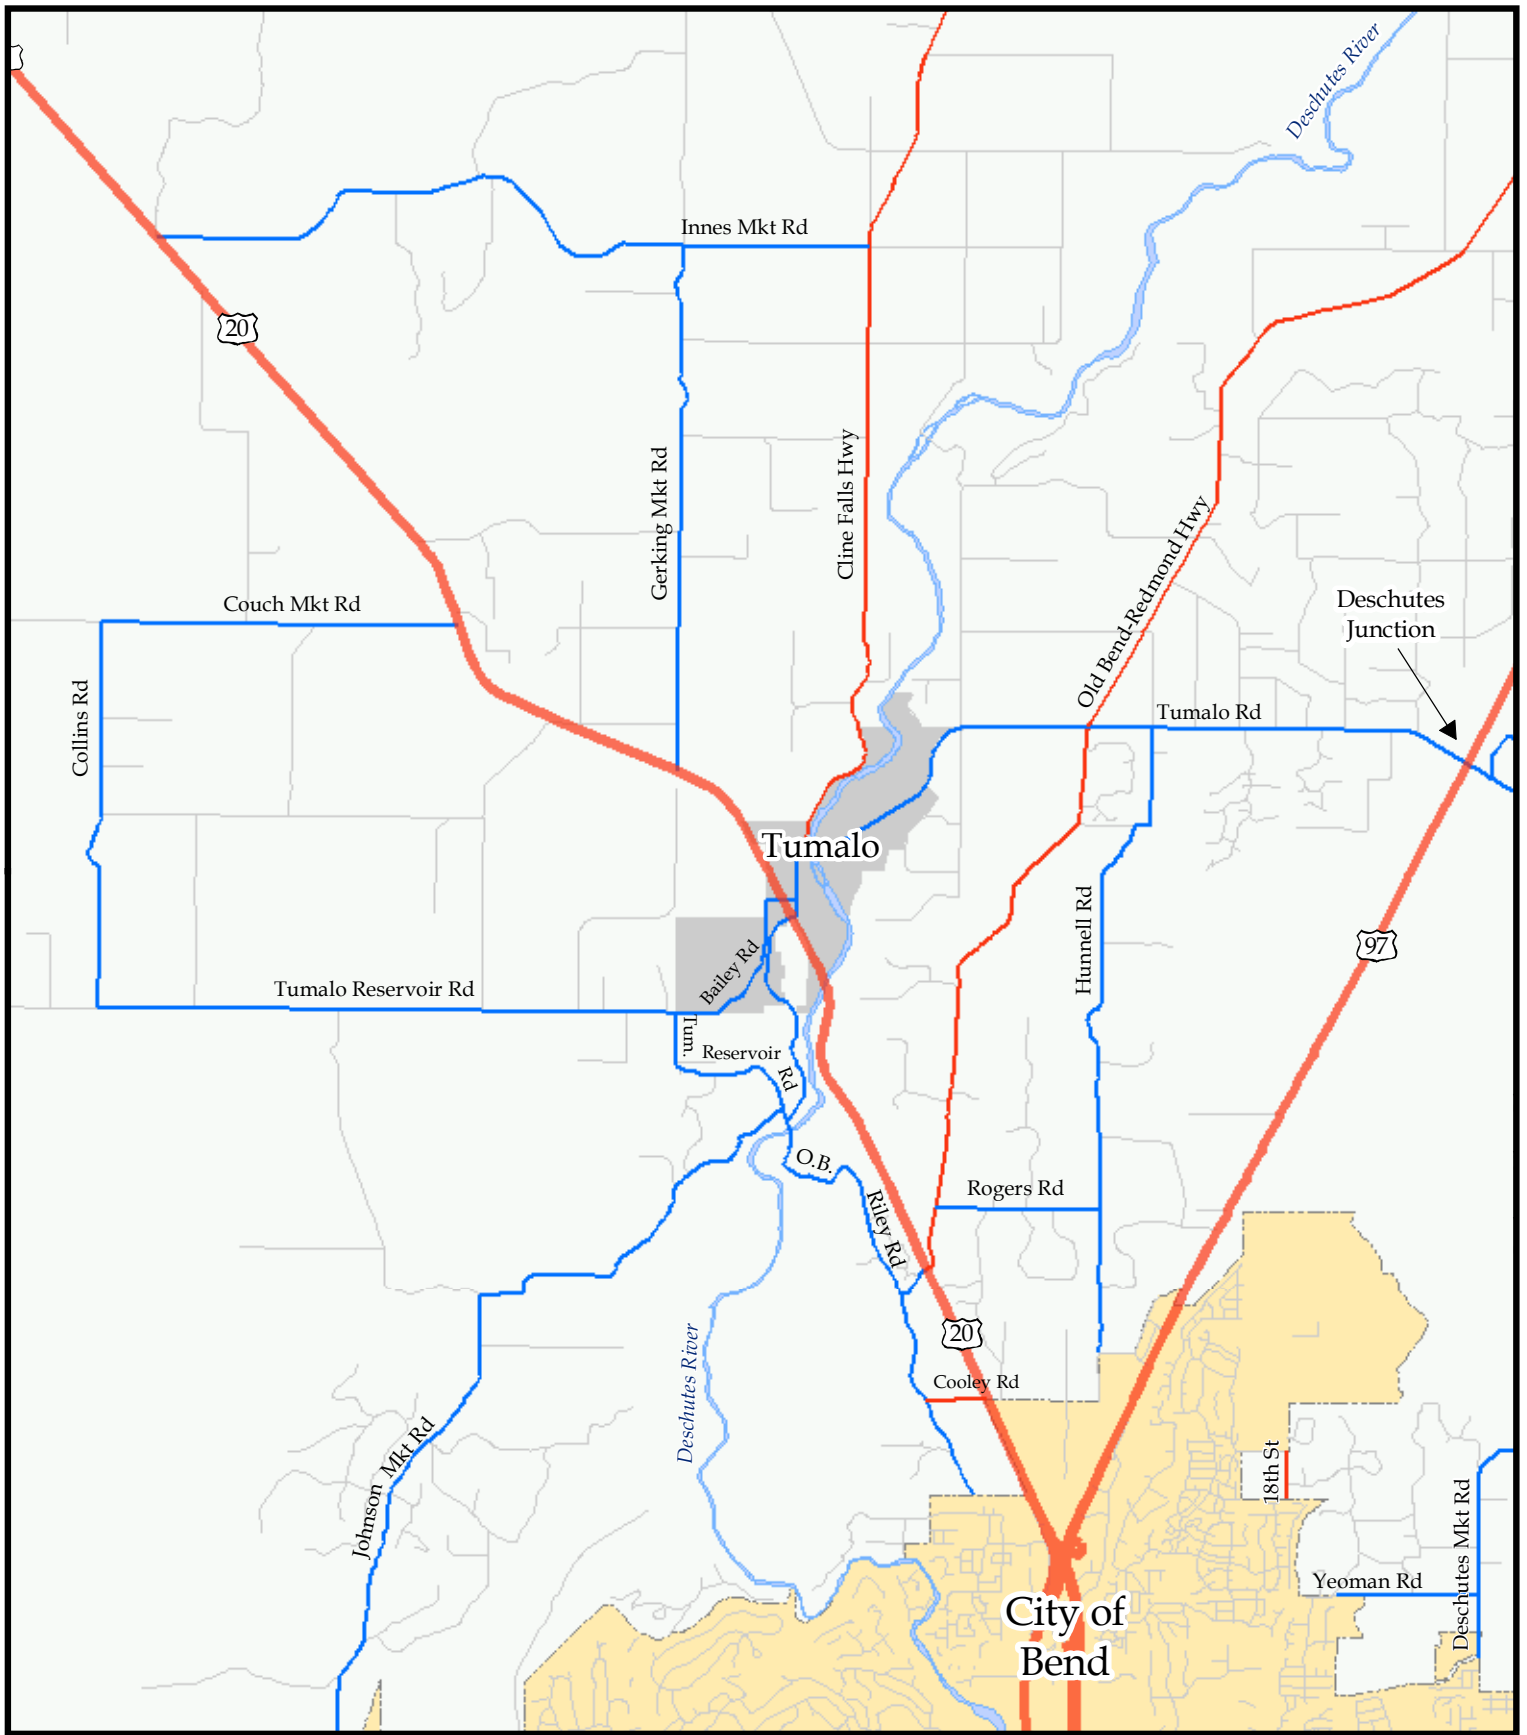 Deschutes River
Innes Mkt Rd
20
Gerking Mkt Rd
Cline Falls Hwy
Old Bend-Redmond Hwy
Couch Mkt Rd
Deschutes
Junction
Collins Rd
Tumalo Rd
Tumalo
Hunnell Rd
97
Bailey Rd
Tumalo Reservoir Rd
Tum.
Reservoir
Rd
O.B.
Riley Rd
Rogers Rd
20
Deschutes River
Cooley Rd
Johnson Mkt Rd
18th St
Deschutes Mkt Rd
Yeoman Rd
City of
Bend